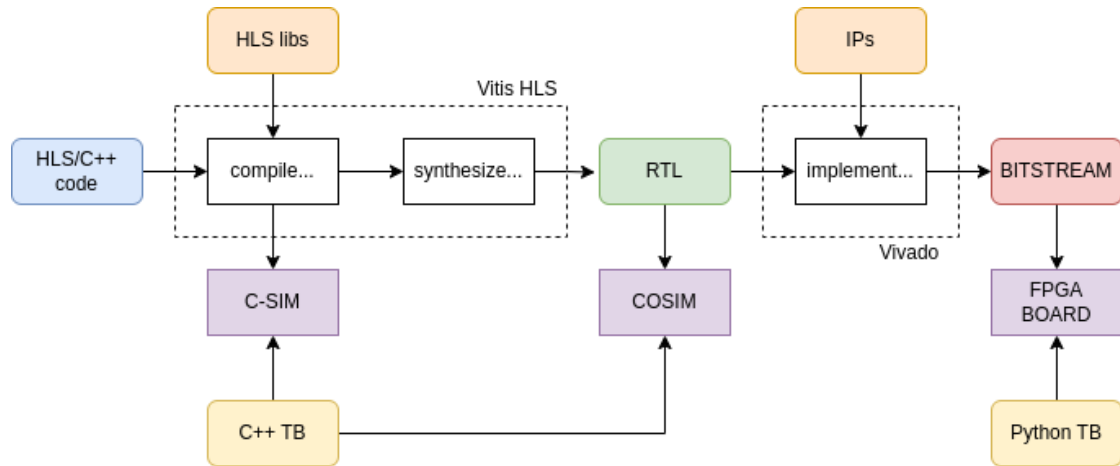 HLS libs
IPs
Vitis HLS
HLS/C++
code
compile...
synthesize...
RTL
implement...
BITSTREAM
Vivado
C-SIM
COSIM
FPGA
BOARD
C++ TB
Python TB